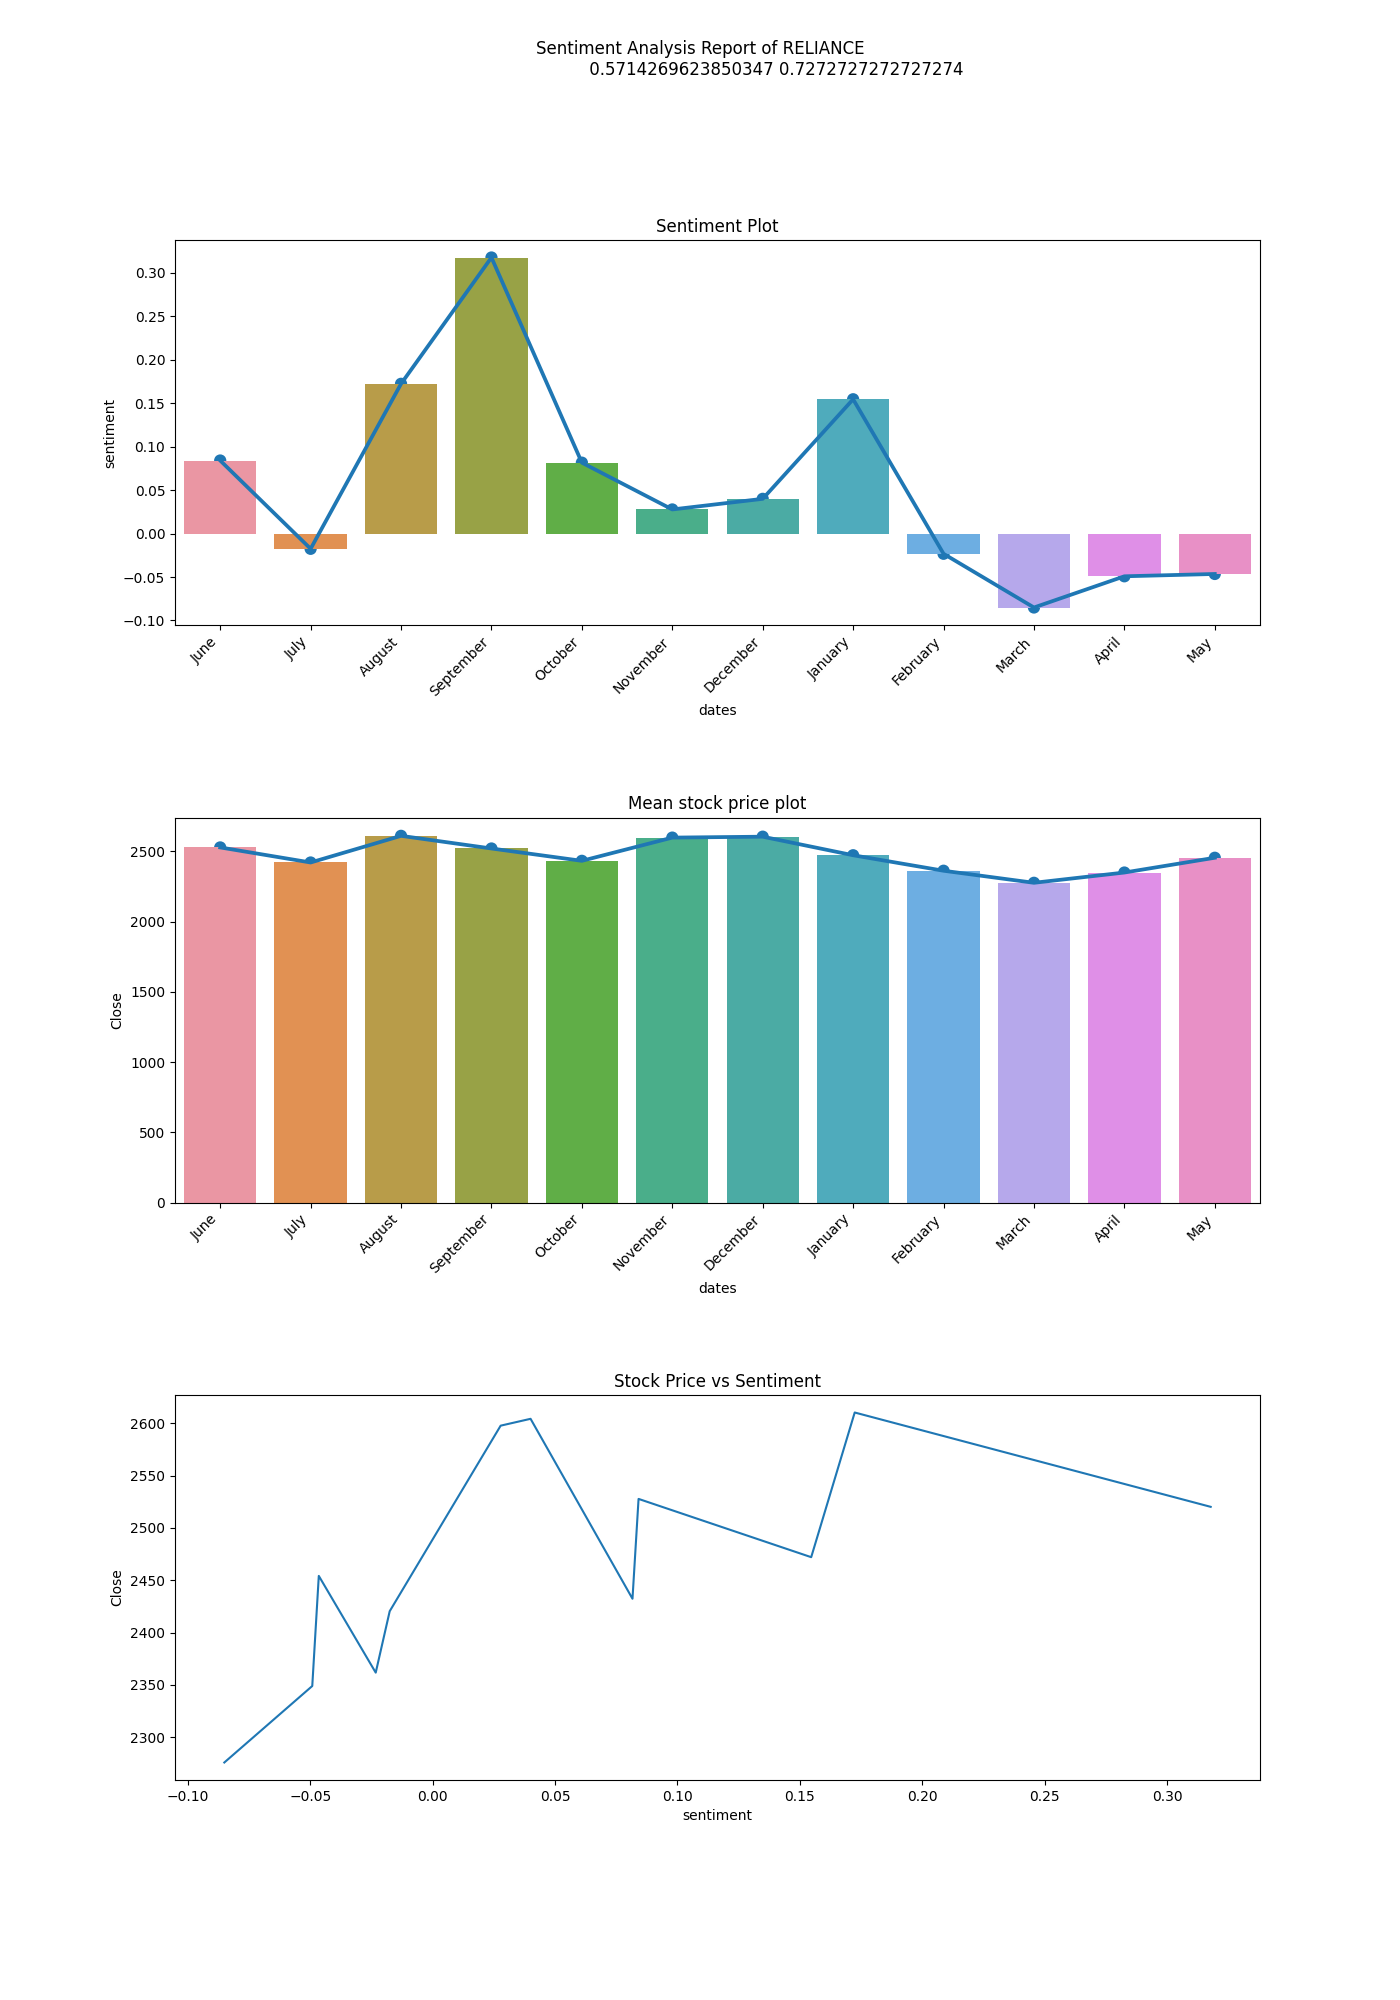 Sentiment Analysis Report of RELIANCE
0.5714269623850347 0.7272727272727274
Sentiment Plot
0.30
0.25
0.20
0.15
0.10
0.05
0.00
−0.05
−0.10
sentiment
June
July
August
September
October
November
December
January
February
March
April
May
dates
Mean stock price plot
2500
2000
1500
1000
500
0
Close
June
July
August
September
October
November
December
January
February
March
April
May
dates
Stock Price vs Sentiment
2600
2550
2500
2450
2400
2350
2300
Close
−0.10
−0.05
0.00
0.05
0.10
0.15
0.20
0.25
0.30
sentiment